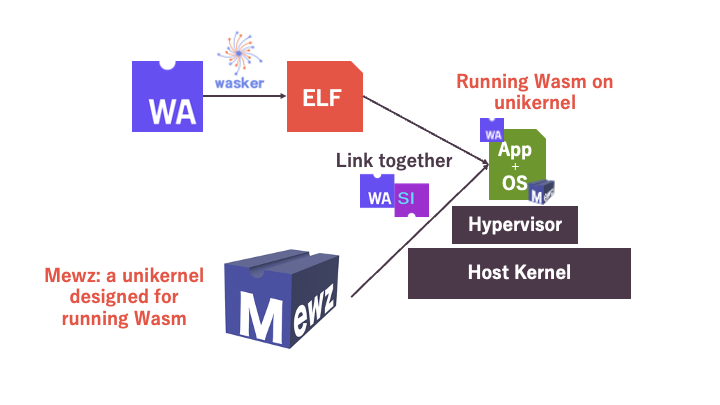 WA
wasker
ELF
Running Wasm on
unikernel
WA
App
+
OS
Mewz
Link together
WA SI
Hypervisor
Host Kernel
Mewz: a unikernel
designed for
running Wasm
Mewz